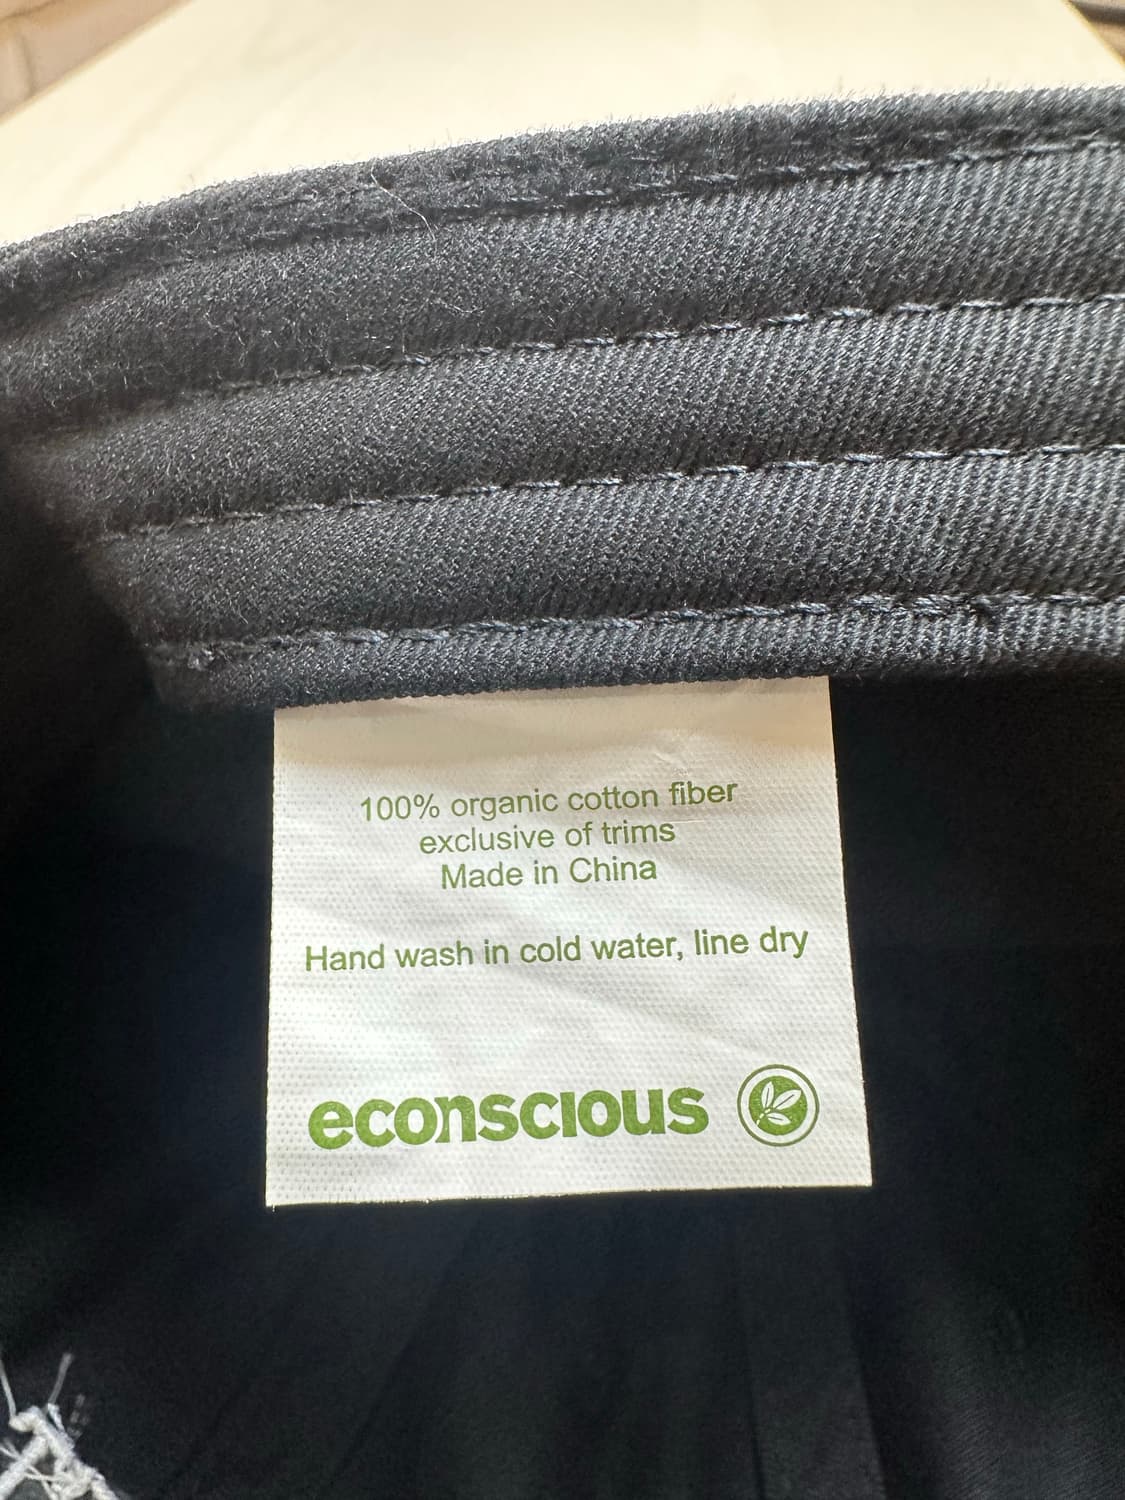 100% organic cotton fiber
exclusive of trims
Made in China
Hand wash in cold water, line dry
econscious